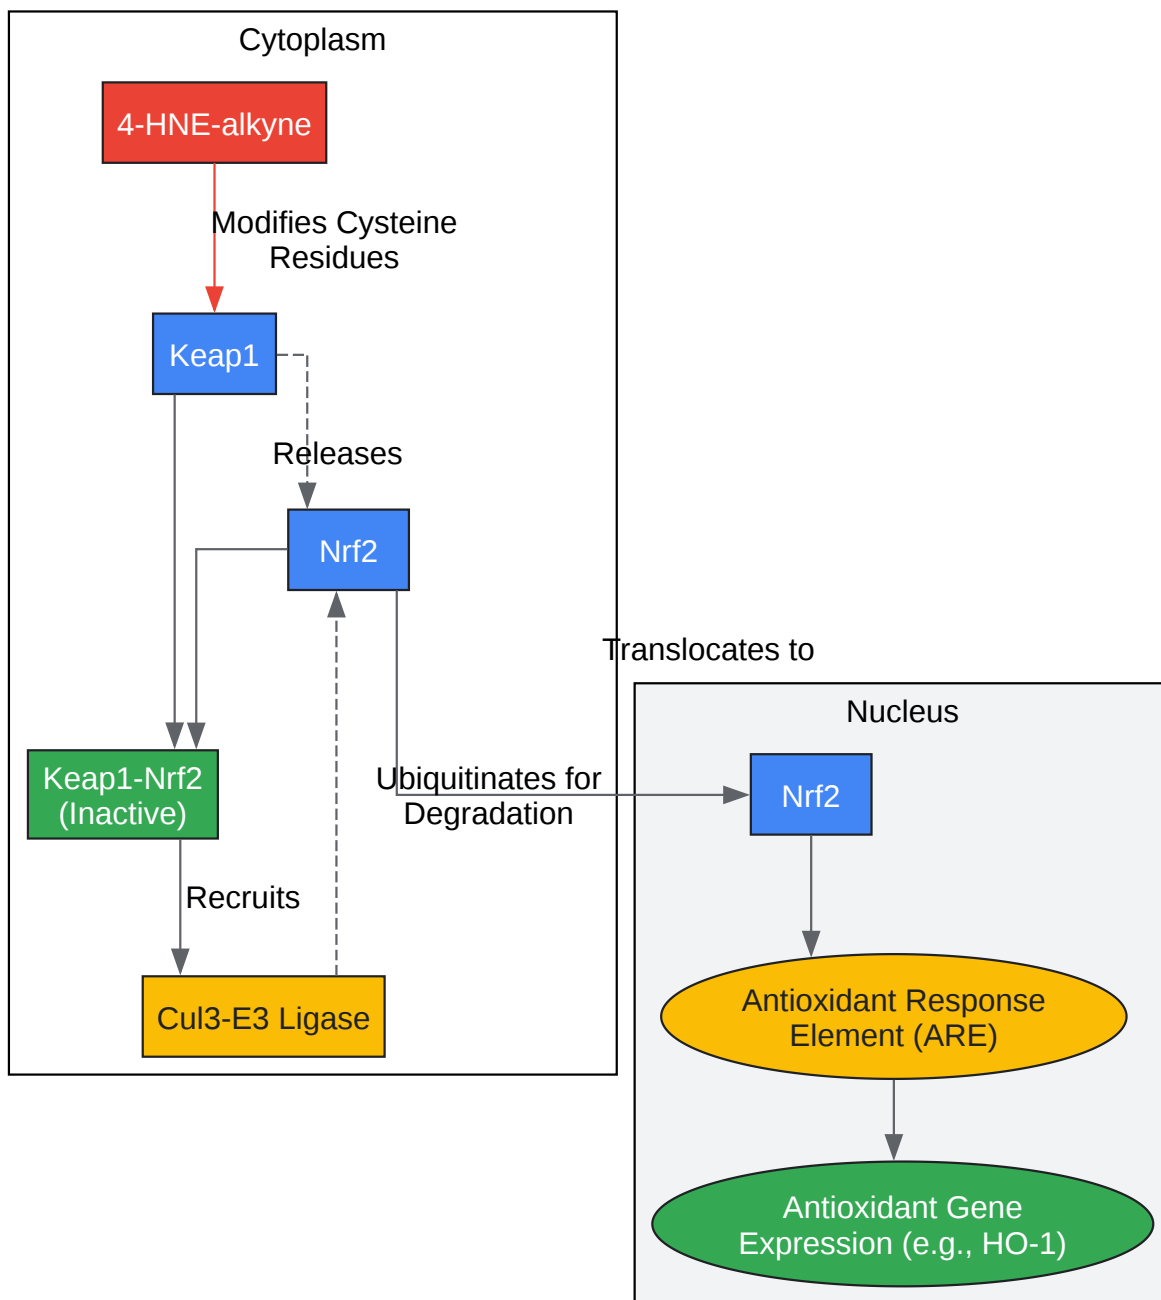 Cytoplasm
4-HNE-alkyne
Modifies Cysteine
Residues
Keap1
Releases
Nrf2
Translocates to
Nucleus
Keap1-Nrf2
(Inactive)
Ubiquitinates for
Degradation
Nrf2
Recruits
Cul3-E3 Ligase
Antioxidant Response
Element (ARE)
Antioxidant Gene
Expression (e.g., HO-1)